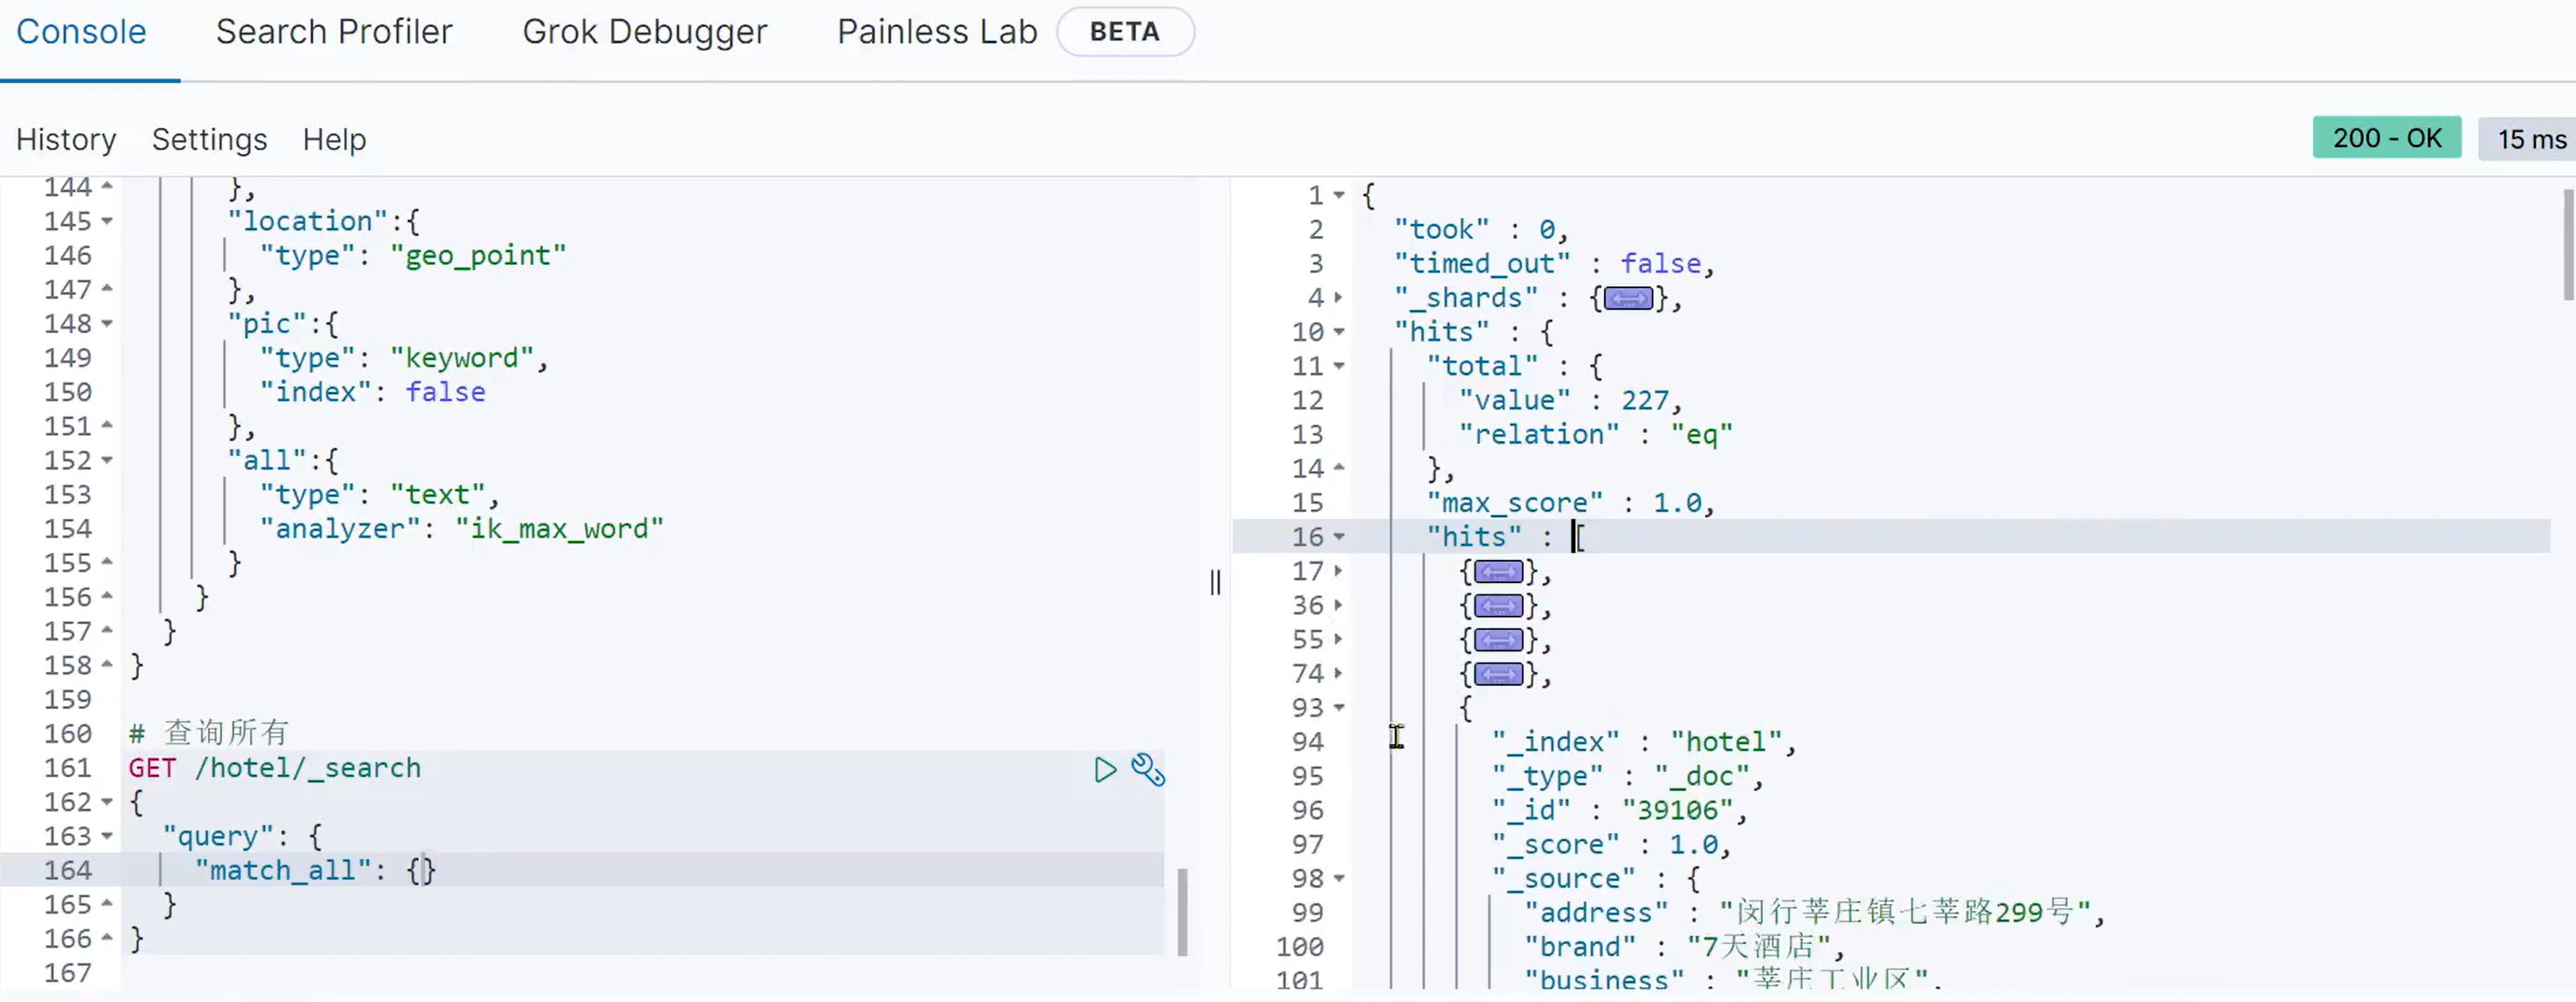 Console Search Profiler Grok Debugger Painless Lab BETA
History Settings Help 200 - OK 15 ms
144 },
145 "location":{
146 "type": "geo_point"
147 },
148 "pic":{
149 "type": "keyword",
150 "index": false
151 },
152 "all":{
153 "type": "text",
154 "analyzer": "ik_max_word"
155 }
156 }
157 }
158 }
159
160 # 查询所有
161 GET /hotel/_search
162 {
163 "query": {
164 "match_all": {}
165 }
166 }
167
1 {
2 "took" : 0,
3 "timed_out" : false,
4 "_shards" : {},
10 "hits" : {
11 "total" : {
12 "value" : 227,
13 "relation" : "eq"
14 },
15 "max_score" : 1.0,
16 "hits" : [
17 {},
36 {},
55 {},
74 {},
93 {
94 "_index" : "hotel",
95 "_type" : "_doc",
96 "_id" : "39106",
97 "_score" : 1.0,
98 "_source" : {
99 "address" : "闵行莘庄镇七莘路299号",
100 "brand" : "7天酒店",
101 "business" : "莘庄工业区",